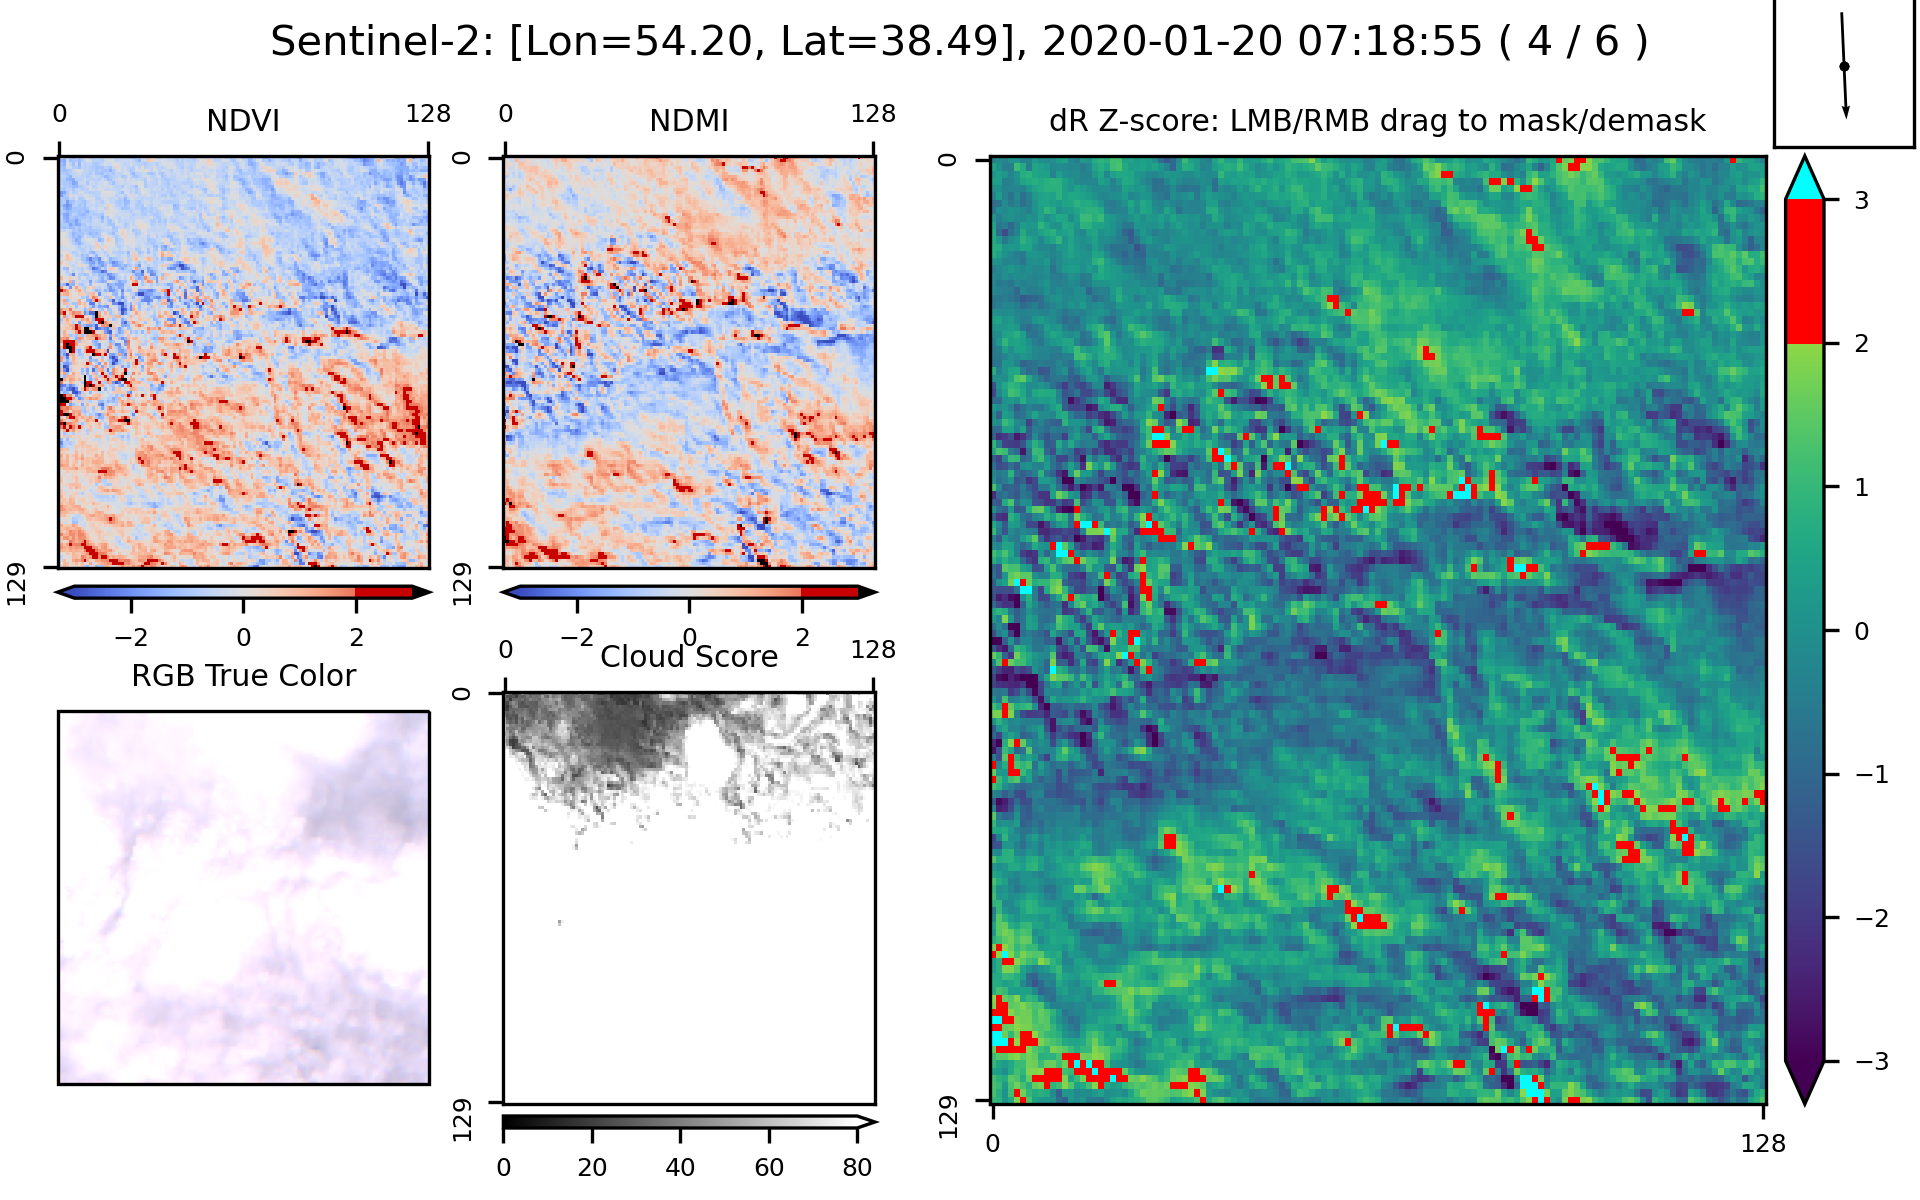 Sentinel-2: [Lon=54.20, Lat=38.49], 2020-01-20 07:18:55 ( 4 / 6 )
0 NDVI 128
0
129
−2 0 2
0 NDMI 128
0
129
−2 0 2
dR Z-score: LMB/RMB drag to mask/demask
0
129
0 128
3
2
1
0
−1
−2
−3
RGB True Color
0 Cloud Score 128
0
129
0 20 40 60 80